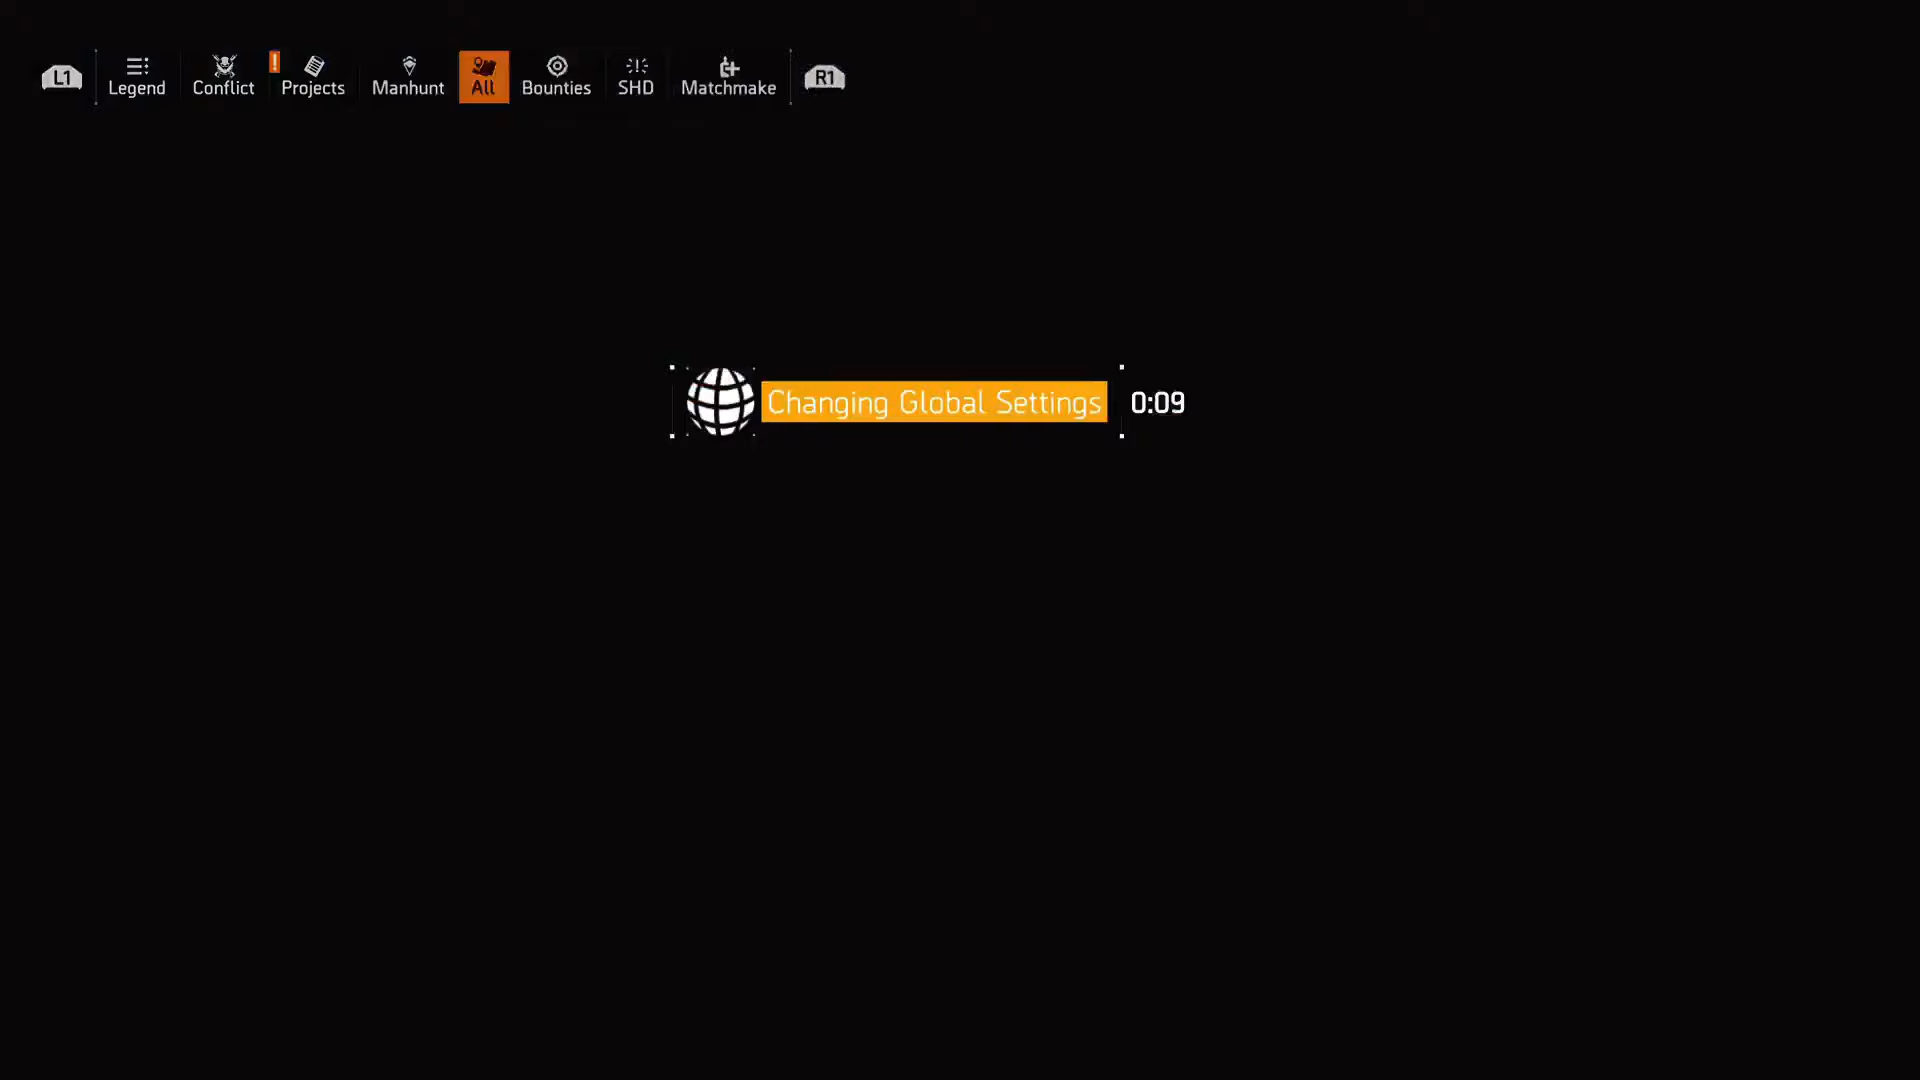 L1 Legend Conflict ! Projects Manhunt All Bounties SHD Matchmake R1
Changing Global Settings 0:09